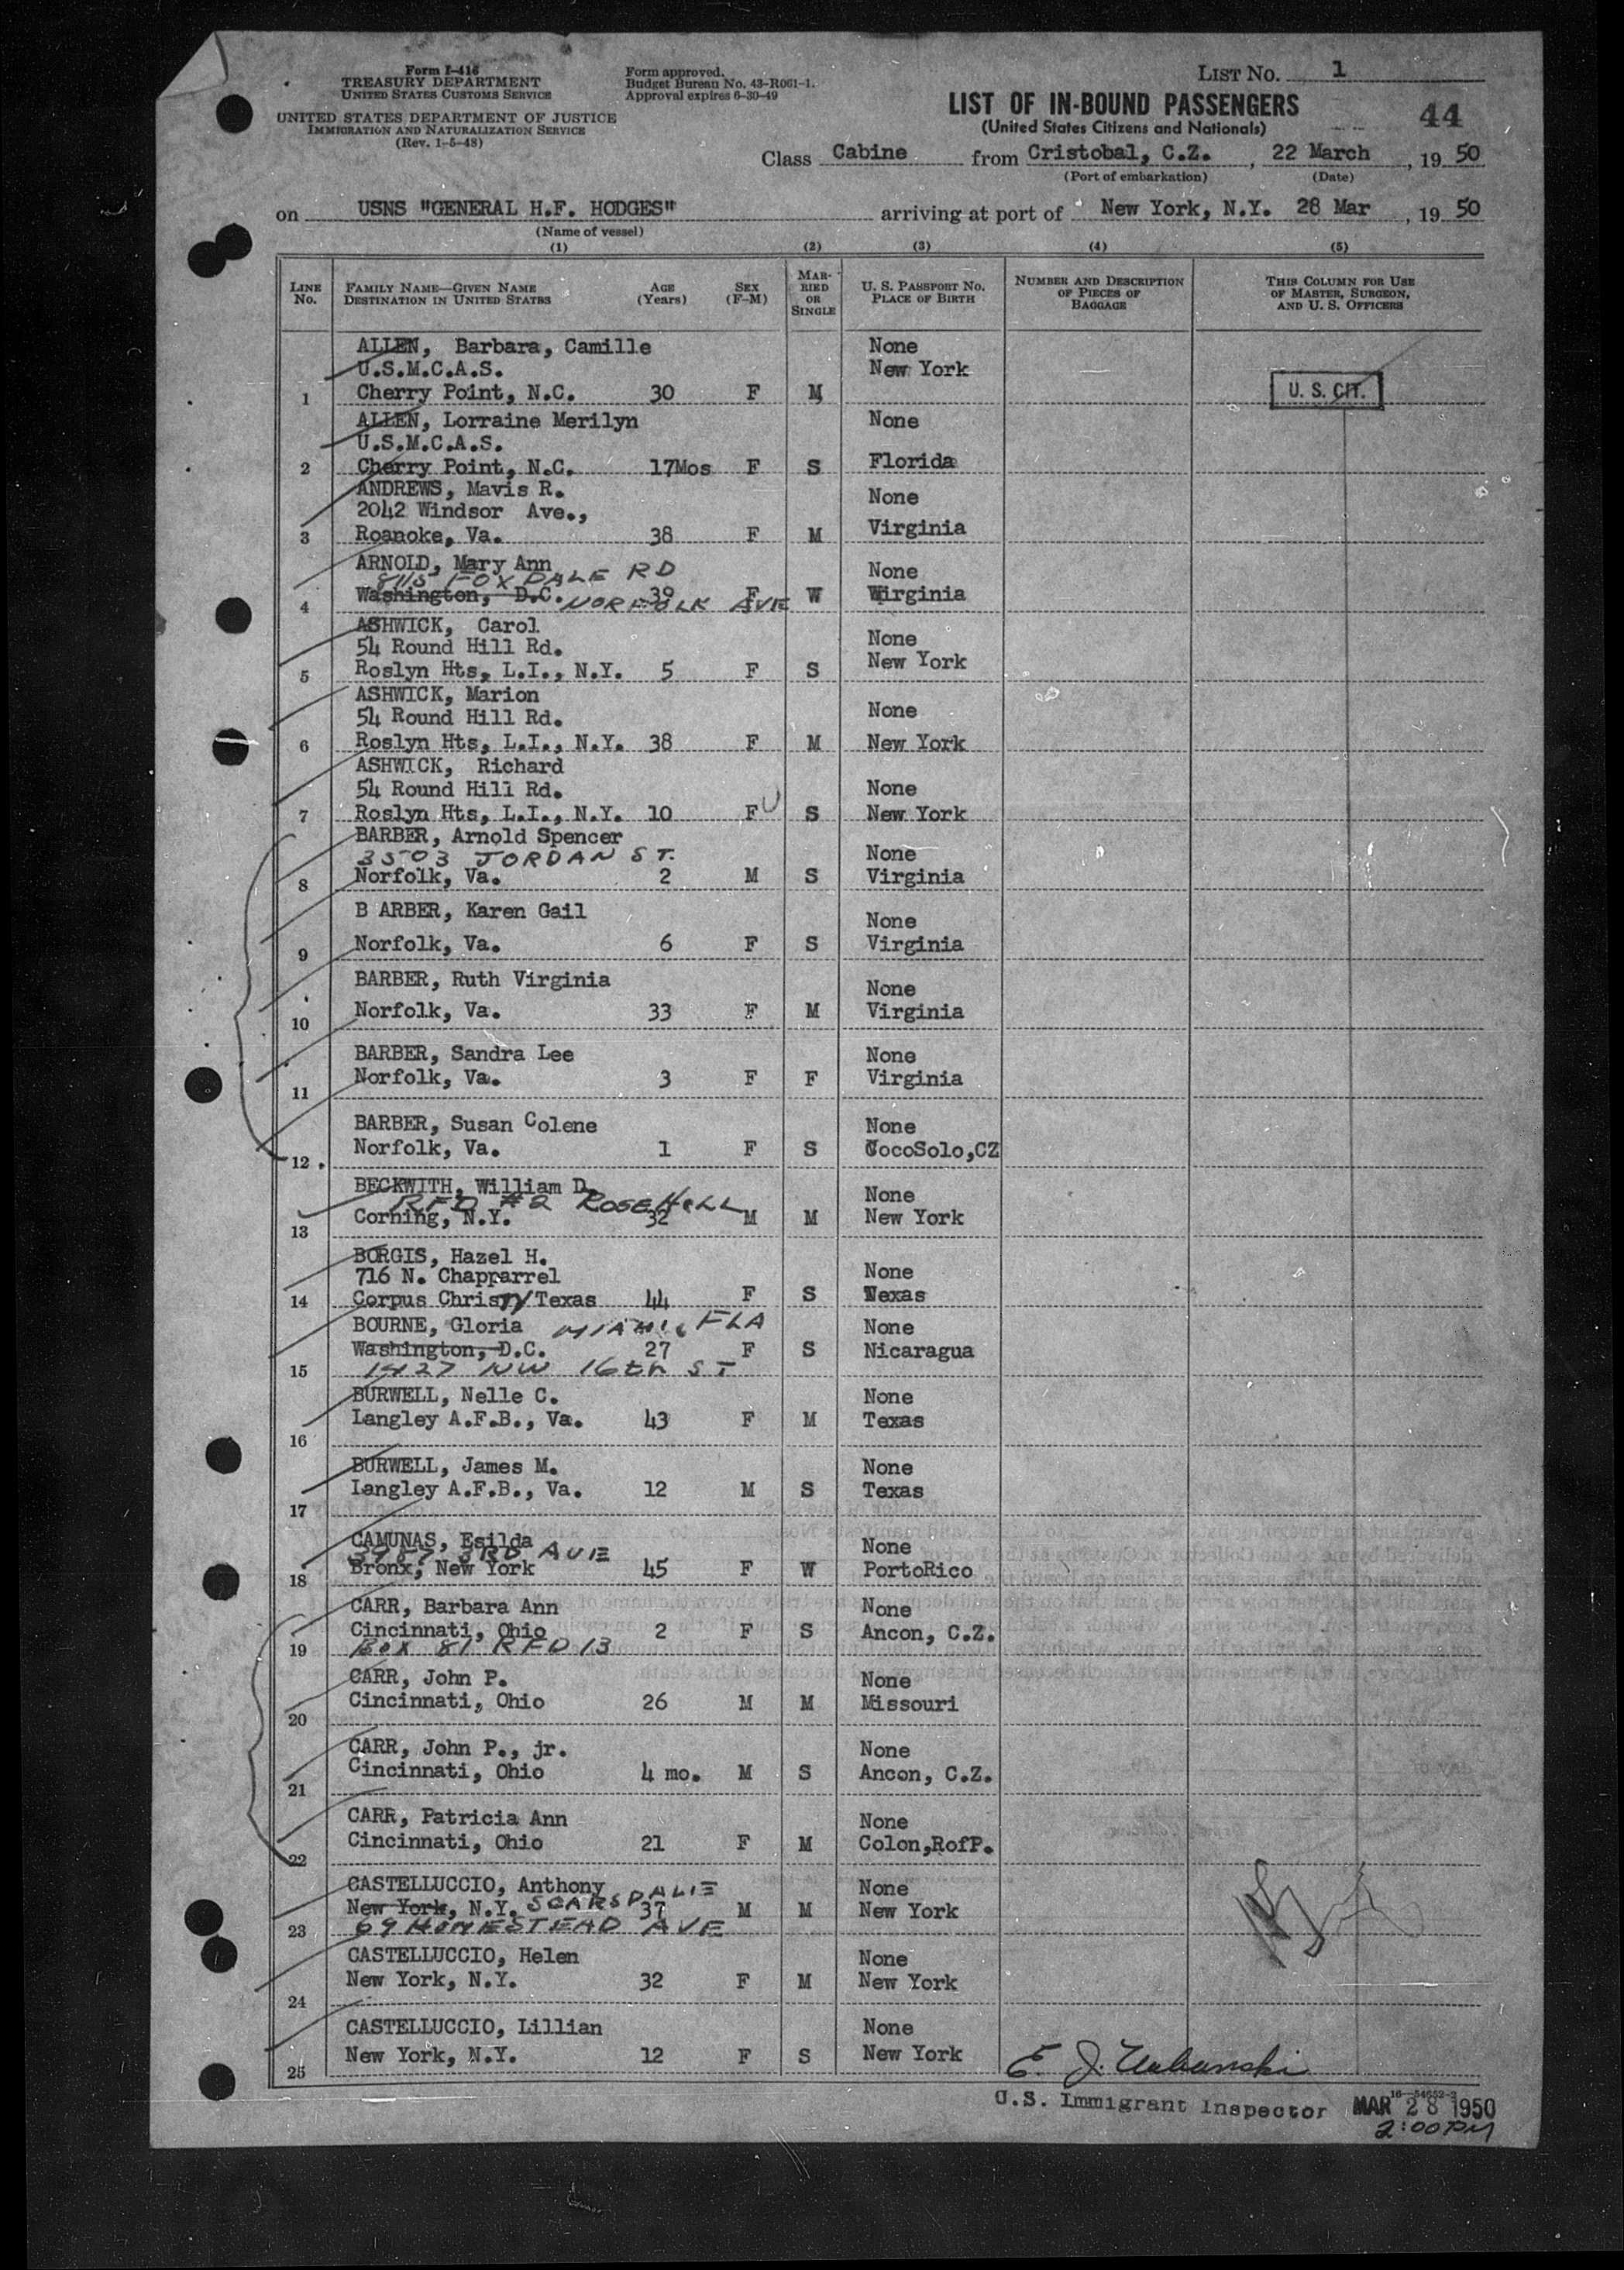 Form I-416
TREASURY DEPARTMENT
UNITED STATES CUSTOMS SERVICE
UNITED STATES DEPARTMENT OF JUSTICE
IMMIGRATION AND NATURALIZATION SERVICE
(Rev. 1-5-48)
Form approved.
Budget Bureau No. 43-R061-1.
Approval expires 6-30-49
LIST NO. 1
LIST OF IN-BOUND PASSENGERS
(United States Citizens and Nationals)
44
Class Cabine from Cristobal, C.Z., 22 March, 19 50
(Port of embarkation) (Date)
on USNS "GENERAL H.F. HODGES" arriving at port of New York, N.Y. 28 Mar, 19 50
(Name of vessel)
(1) (2) (3) (4) (5)
LINE No.
FAMILY NAME—GIVEN NAME
DESTINATION IN UNITED STATES
AGE (Years)
SEX (F-M)
MARRIED OR SINGLE
U. S. PASSPORT NO.
PLACE OF BIRTH
NUMBER AND DESCRIPTION OF PIECES OF BAGGAGE
THIS COLUMN FOR USE OF MASTER, SURGEON, AND U. S. OFFICERS
ALLEN, Barbara, Camille None
U.S.M.C.A.S. New York
1 Cherry Point, N.C. 30 F M U. S. CIT.
ALLEN, Lorraine Merilyn None
U.S.M.C.A.S.
2 Cherry Point, N.C. 17Mos F S Florida
ANDREWS, Mavis R. None
2042 Windsor Ave.,
3 Roanoke, Va. 38 F M Virginia
ARNOLD, Mary Ann None
8115 FOXDALE RD
4 Washington, D.C. 39 F W Virginia
NORFOLK AVE
ASHWICK, Carol None
54 Round Hill Rd.
5 Roslyn Hts, L.I., N.Y. 5 F S New York
ASHWICK, Marion None
54 Round Hill Rd.
6 Roslyn Hts, L.I., N.Y. 38 F M New York
ASHWICK, Richard None
54 Round Hill Rd.
7 Roslyn Hts, L.I., N.Y. 10 F S New York
BARBER, Arnold Spencer None
3503 JORDAN ST.
8 Norfolk, Va. 2 M S Virginia
B ARBER, Karen Gail None
9 Norfolk, Va. 6 F S Virginia
BARBER, Ruth Virginia None
10 Norfolk, Va. 33 F M Virginia
BARBER, Sandra Lee None
11 Norfolk, Va. 3 F F Virginia
BARBER, Susan Colene None
12 Norfolk, Va. 1 F S CocoSolo,CZ
BECKWITH, William D. None
RFD #2 ROSE HILL
13 Corning, N.Y. 32 M M New York
BORGIS, Hazel H. None
716 N. Chapparrel
14 Corpus Christy Texas 44 F S Texas
BOURNE, Gloria MIAMI, FLA None
Washington, D.C. 27 F S Nicaragua
15 1427 NW 16th ST
BURWELL, Nelle C. None
Langley A.F.B., Va. 43 F M Texas
16
BURWELL, James M. None
Langley A.F.B., Va. 12 M S Texas
17
CAMUNAS, Esilda None
3987 3RD AVE
18 Bronx, New York 45 F W PortoRico
CARR, Barbara Ann None
Cincinnati, Ohio 2 F S Ancon, C.Z.
19 BOX 81 RFD 13
CARR, John P. None
Cincinnati, Ohio 26 M M Missouri
20
CARR, John P., jr. None
Cincinnati, Ohio 4 mo. M S Ancon, C.Z.
21
CARR, Patricia Ann None
Cincinnati, Ohio 21 F M Colon,RofP.
22
CASTELLUCCIO, Anthony None
New York, N.Y. SCARSDALE 37 M M New York
23 69 HOMESTEAD AVE
CASTELLUCCIO, Helen None
New York, N.Y. 32 F M New York
24
CASTELLUCCIO, Lillian None
25 New York, N.Y. 12 F S New York
E. J. Urbanski
U.S. Immigrant Inspector
16-54652-2
MAR 28 1950
2:00PM